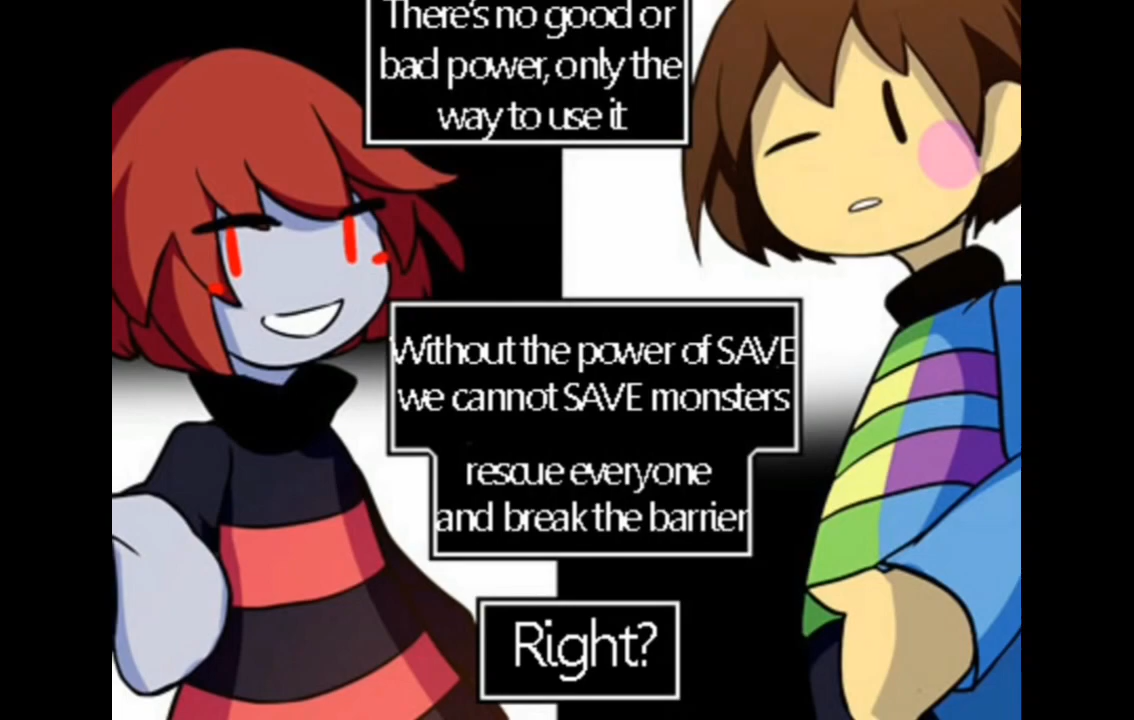 There's no good or
bad power, only the
way to use it
Without the power of SAVE
we cannot SAVE monsters
rescue everyone
and break the barrier
Right?